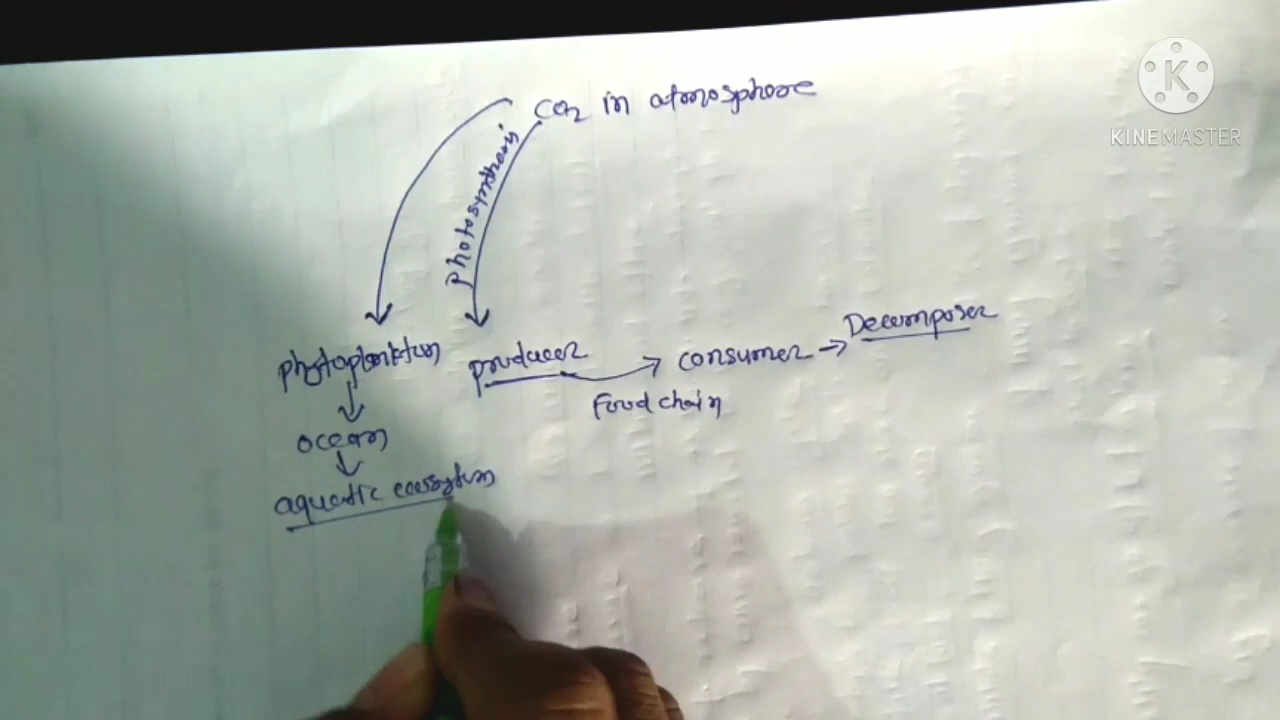 CO2 in atmosphere
photosynthesis
phytoplankton
producer
consumer
Decomposer
Food chain
ocean
aquatic ecosystem
KINEMASTER